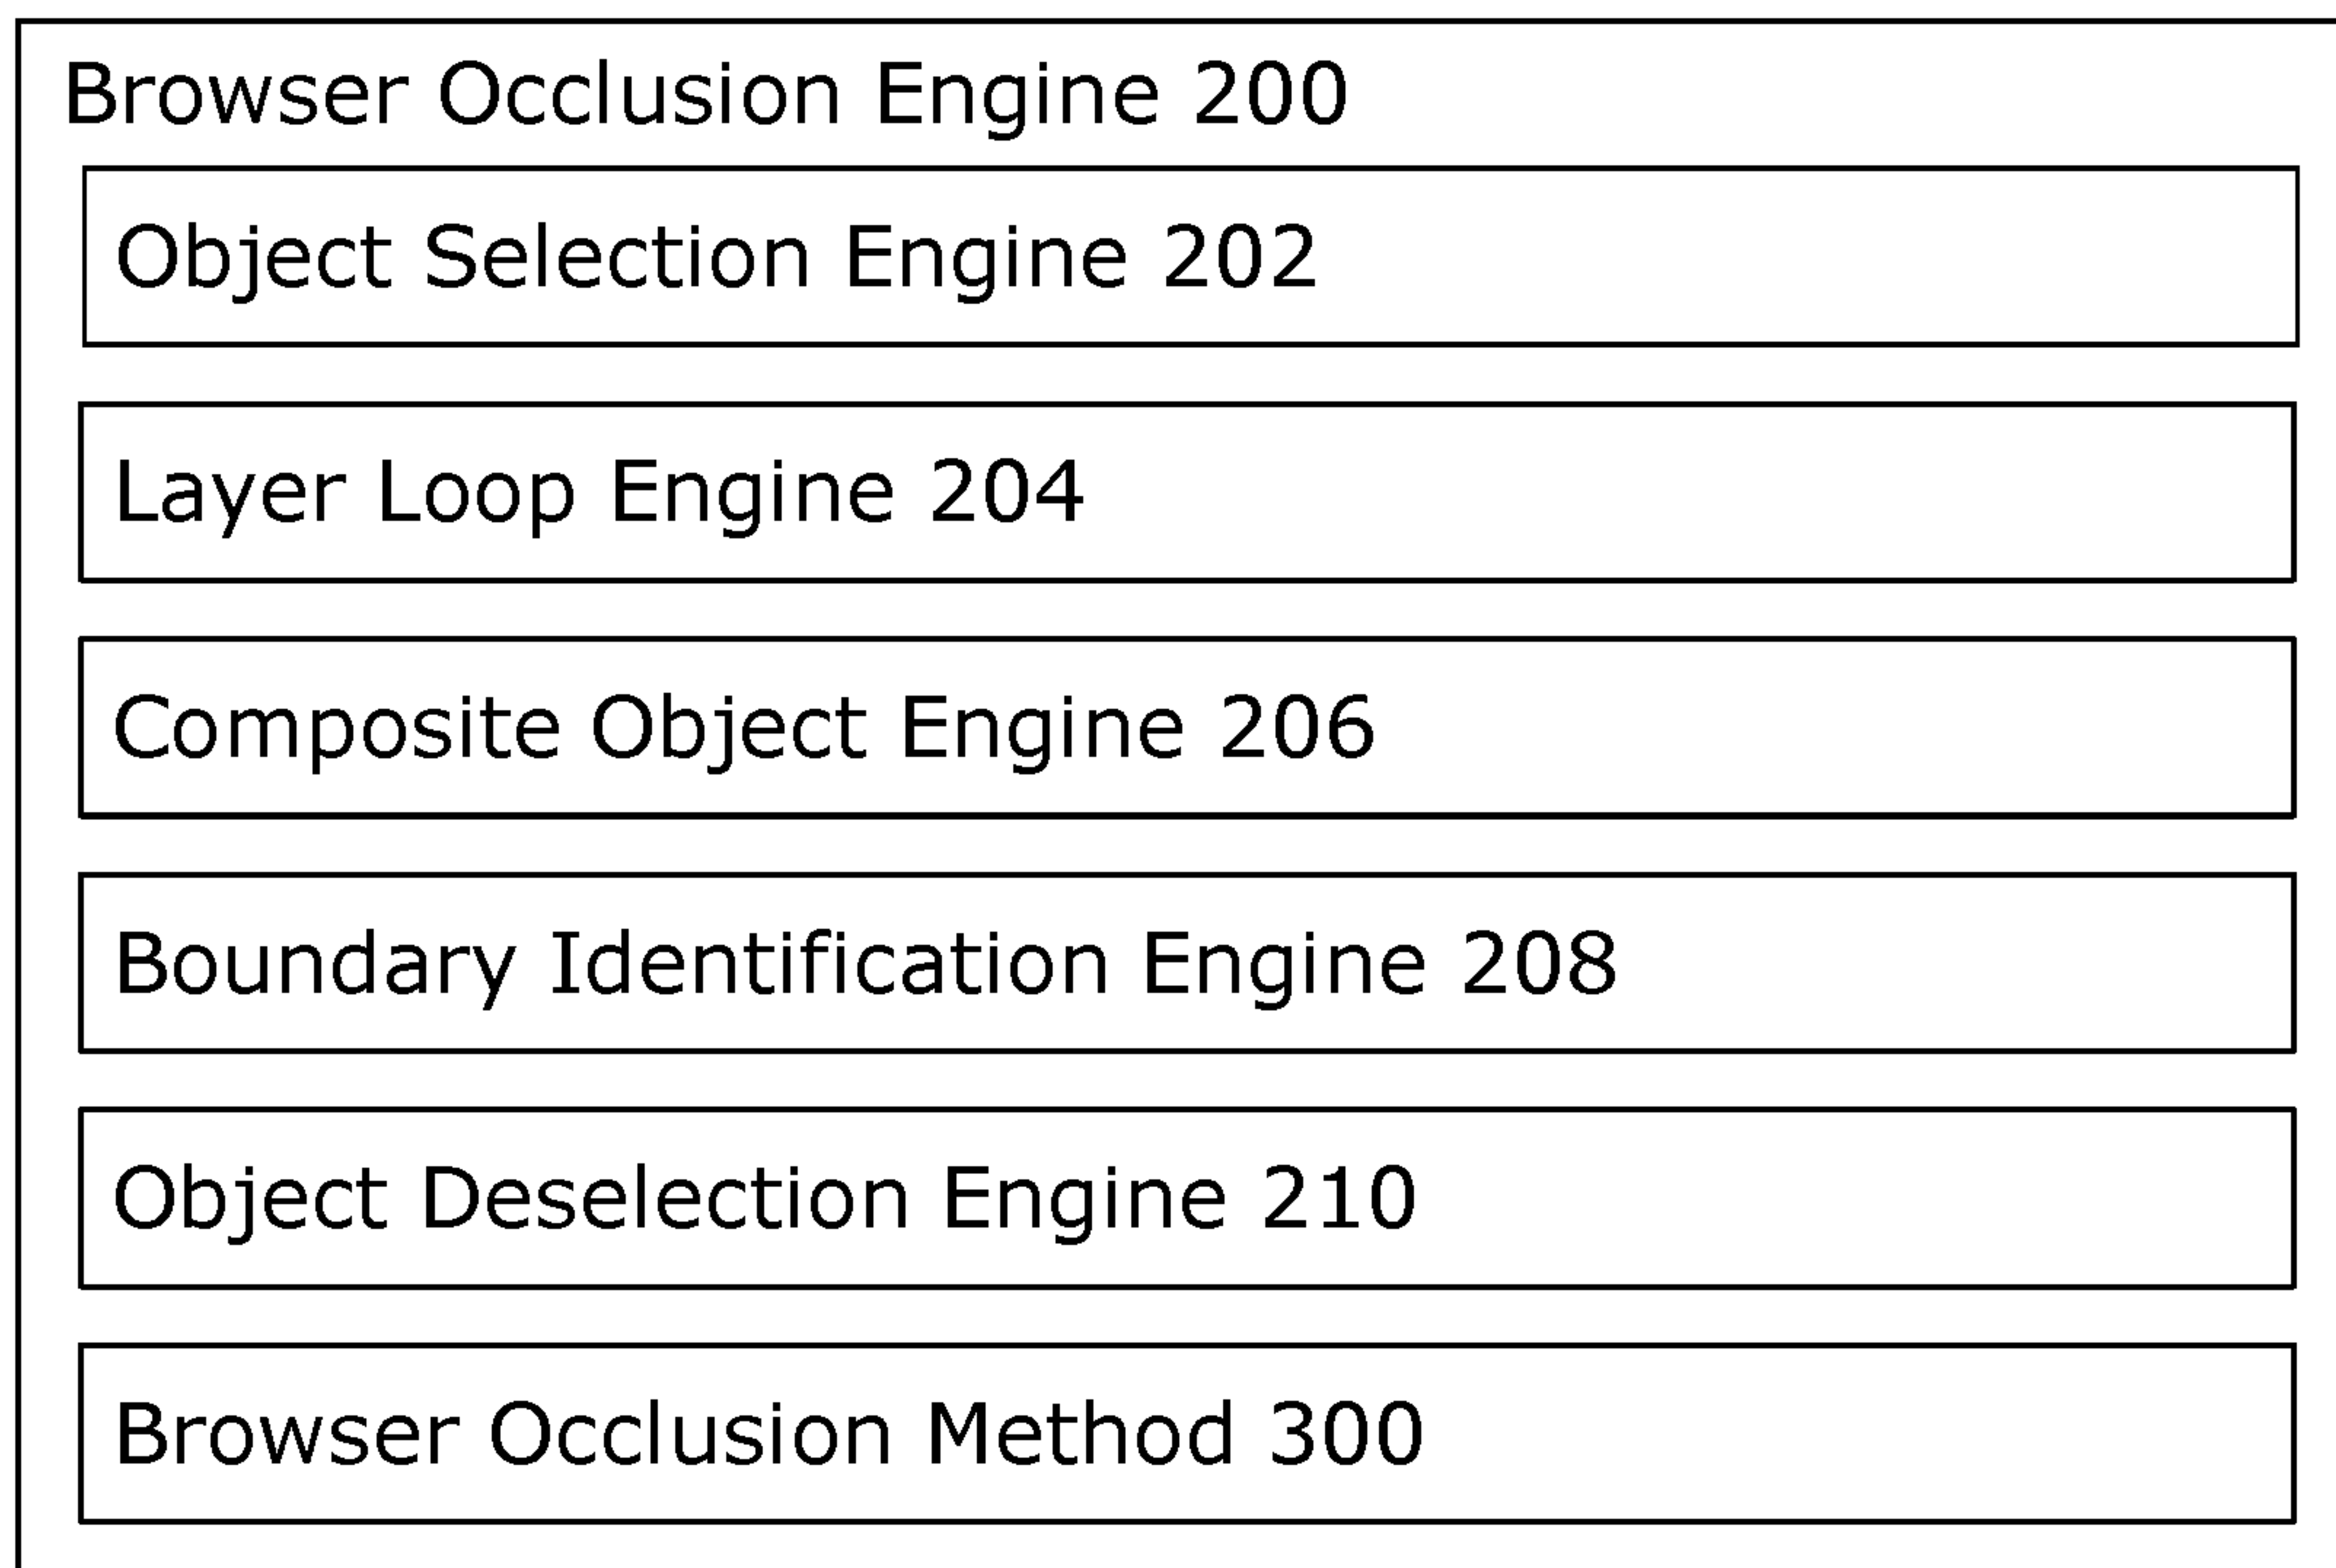 Browser Occlusion Engine 200
Object Selection Engine 202
Layer Loop Engine 204
Composite Object Engine 206
Boundary Identification Engine 208
Object Deselection Engine 210
Browser Occlusion Method 300